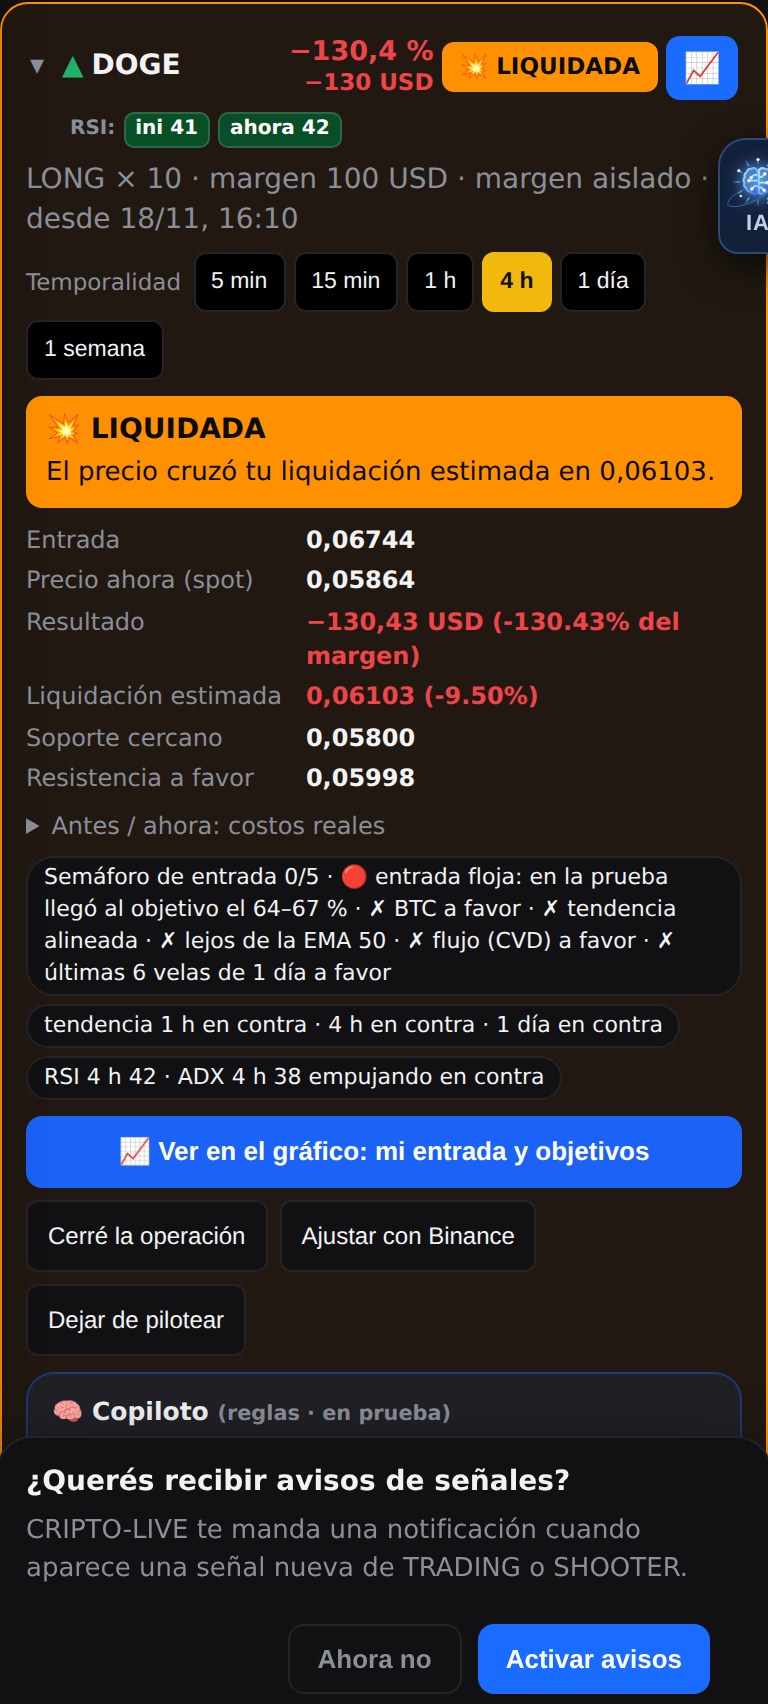 ▼ ▲ DOGE
−130,4 %
−130 USD
💥 LIQUIDADA
RSI: ini 41 ahora 42
LONG × 10 · margen 100 USD · margen aislado ·
desde 18/11, 16:10
IA
Temporalidad 5 min 15 min 1 h 4 h 1 día
1 semana
💥 LIQUIDADA
El precio cruzó tu liquidación estimada en 0,06103.
Entrada 0,06744
Precio ahora (spot) 0,05864
Resultado −130,43 USD (-130.43% del
margen)
Liquidación estimada 0,06103 (-9.50%)
Soporte cercano 0,05800
Resistencia a favor 0,05998
▶ Antes / ahora: costos reales
Semáforo de entrada 0/5 · 🔴 entrada floja: en la prueba
llegó al objetivo el 64–67 % · ✗ BTC a favor · ✗ tendencia
alineada · ✗ lejos de la EMA 50 · ✗ flujo (CVD) a favor · ✗
últimas 6 velas de 1 día a favor
tendencia 1 h en contra · 4 h en contra · 1 día en contra
RSI 4 h 42 · ADX 4 h 38 empujando en contra
📈 Ver en el gráfico: mi entrada y objetivos
Cerré la operación Ajustar con Binance
Dejar de pilotear
🧠 Copiloto (reglas · en prueba)
¿Querés recibir avisos de señales?
CRIPTO-LIVE te manda una notificación cuando
aparece una señal nueva de TRADING o SHOOTER.
Ahora no Activar avisos